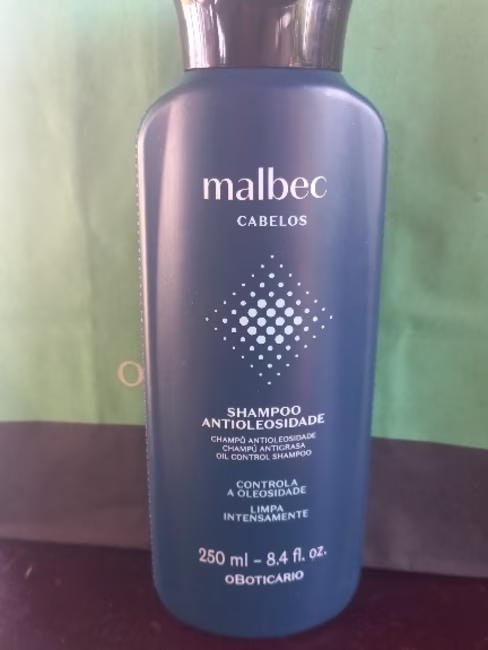 malbec
CABELOS
SHAMPOO
ANTIOLEOSIDADE
CHAMPÔ ANTIOLEOSIDADE
CHAMPÚ ANTIGRASA
OIL CONTROL SHAMPOO
CONTROLA
A OLEOSIDADE
LIMPA
INTENSAMENTE
250 ml – 8.4 fl. oz.
oBOTICÁRIO
O